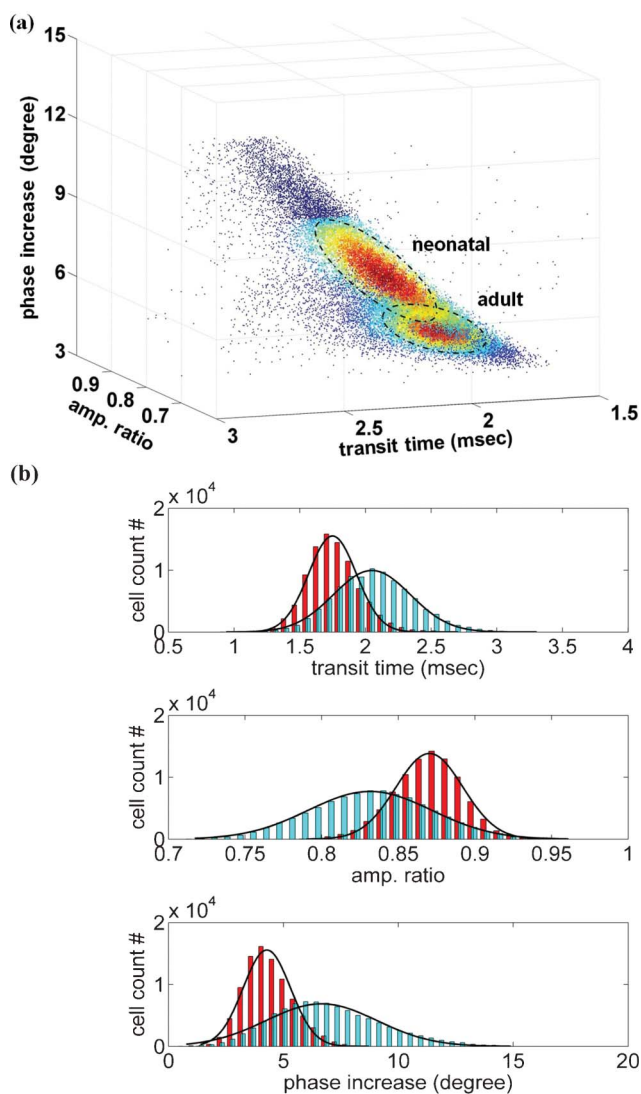 (a)
15
12
9
6
3
phase increase (degree)
neonatal
adult
0.9
0.8
0.7
amp. ratio
3
2.5
2
1.5
transit time (msec)
(b)
2 x 10^4
1
0
cell count #
0.5 1 1.5 2 2.5 3 3.5 4
transit time (msec)
2 x 10^4
1
0
cell count #
0.7 0.75 0.8 0.85 0.9 0.95 1
amp. ratio
2 x 10^4
1
0
cell count #
0 5 10 15 20
phase increase (degree)